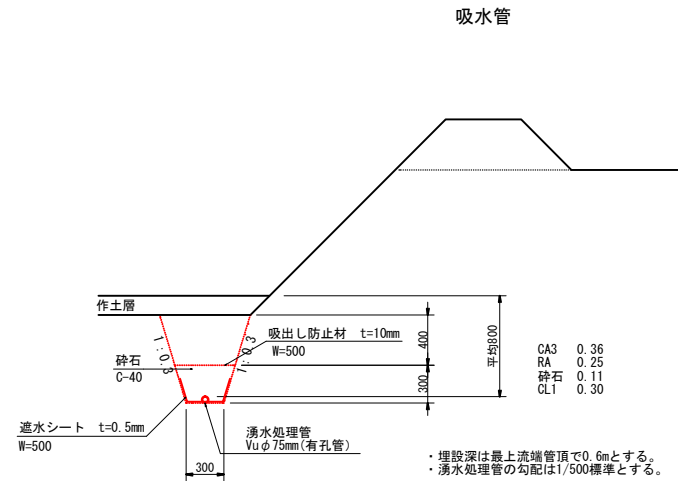 吸水管
作土層
1:0.3
1:0.3
吸出し防止材 t=10mm
W=500
砕石
C-40
400
300
平均800
CA3 0.36
RA 0.25
砕石 0.11
CL1 0.30
遮水シート t=0.5mm
W=500
湧水処理管
Vuφ75mm(有孔管)
300
・埋設深は最上流端管頂で0.6mとする。
・湧水処理管の勾配は1/500標準とする。